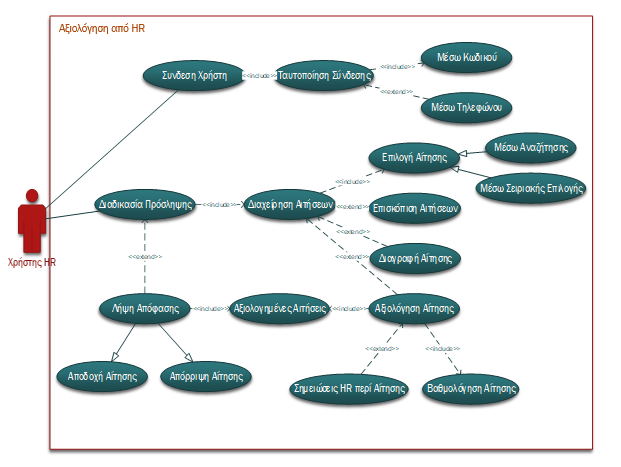 Αξιολόγηση από HR
Μέσω Κωδικού
Συνδεση Χρήστη
<<include>>
Ταυτοποίηση Σύνδεσης
<<include>>
<<extend>>
Μέσω Τηλεφώνου
Μέσω Αναζήτησης
Επιλογή Αίτησης
<<include>>
Μέσω Σειριακής Επιλογής
Διαδικασία Πρόσληψης
<<include>>
Διαχείρηση Αιτήσεων
<<extend>>
Επισκόπιση Αιτήσεων
<<extend>>
Χρήστης HR
<<extend>>
<<extend>>
Διαγραφή Αίτησης
Λήψη Απόφασης
<<include>>
Αξιολογημένες Αιτήσεις
<<include>>
Αξιολόγηση Αίτησης
<<extend>>
<<include>>
Αποδοχή Αίτησης
Απόρριψη Αίτησης
Σημειώσεις HR περί Αίτησης
Βαθμολόγηση Αίτησης